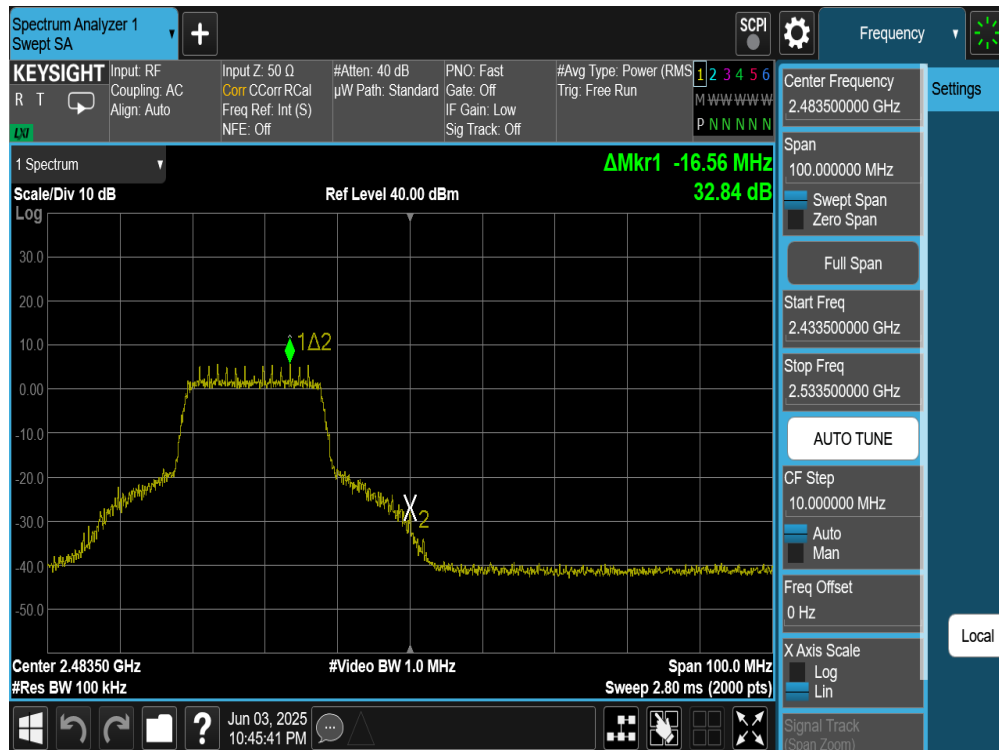 Spectrum Analyzer 1
Swept SA
+
SCPI
Frequency
KEYSIGHT
R T
LXI
Input: RF
Coupling: AC
Align: Auto
Input Z: 50 Ω
Corr CCorr RCal
Freq Ref: Int (S)
NFE: Off
#Atten: 40 dB
µW Path: Standard
PNO: Fast
Gate: Off
IF Gain: Low
Sig Track: Off
#Avg Type: Power (RMS
Trig: Free Run
1 2 3 4 5 6
M W W W W W
P N N N N N
1 Spectrum
Scale/Div 10 dB
Ref Level 40.00 dBm
ΔMkr1 -16.56 MHz
32.84 dB
Log
30.0
20.0
10.0
0.00
-10.0
-20.0
-30.0
-40.0
-50.0
1Δ2
X2
Center 2.48350 GHz
#Video BW 1.0 MHz
Span 100.0 MHz
#Res BW 100 kHz
Sweep 2.80 ms (2000 pts)
Center Frequency
2.483500000 GHz
Span
100.000000 MHz
Swept Span
Zero Span
Full Span
Start Freq
2.433500000 GHz
Stop Freq
2.533500000 GHz
AUTO TUNE
CF Step
10.000000 MHz
Auto
Man
Freq Offset
0 Hz
X Axis Scale
Log
Lin
Signal Track
(Span Zoom)
Settings
Local
?
Jun 03, 2025
10:45:41 PM